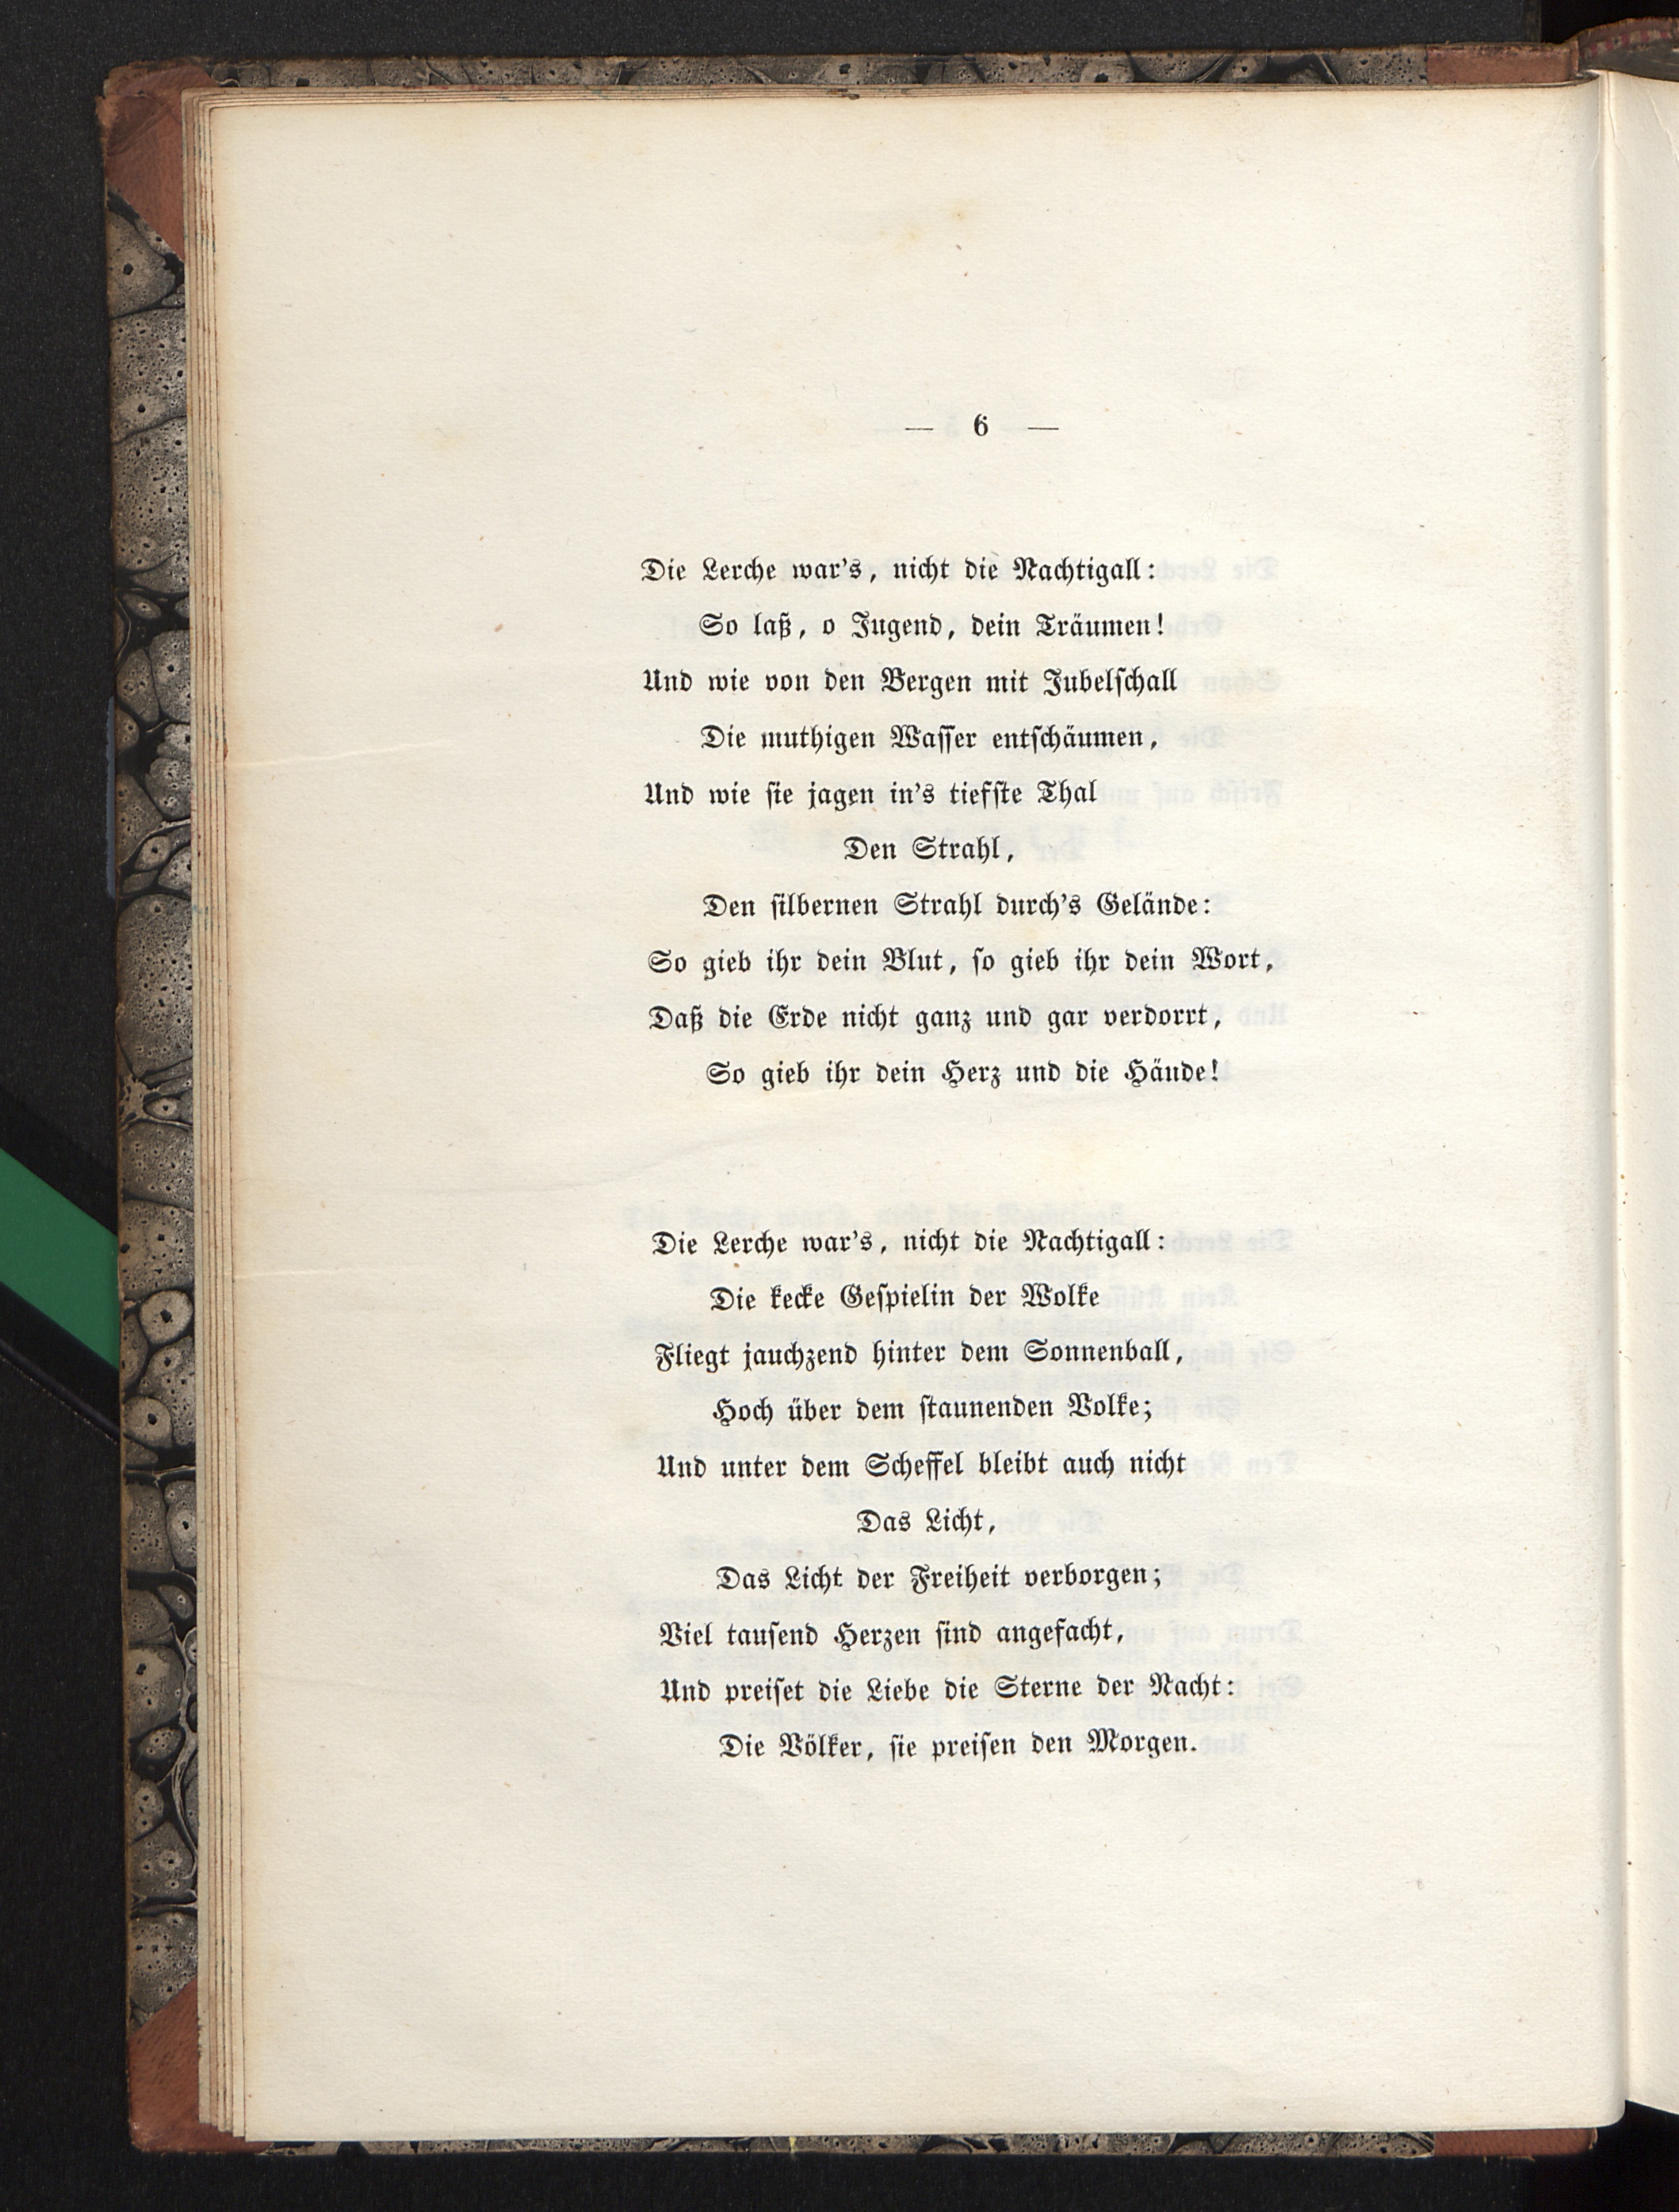 — 6 —
Die Lerche war's, nicht die Nachtigall:
So laß, o Jugend, dein Träumen!
Und wie von den Bergen mit Jubelschall
Die muthigen Wasser entschäumen,
Und wie sie jagen in's tiefste Thal
Den Strahl,
Den silbernen Strahl durch's Gelände:
So gieb ihr dein Blut, so gieb ihr dein Wort,
Daß die Erde nicht ganz und gar verdorrt,
So gieb ihr dein Herz und die Hände!
Die Lerche war's, nicht die Nachtigall:
Die kecke Gespielin der Wolke
Fliegt jauchzend hinter dem Sonnenball,
Hoch über dem staunenden Volke;
Und unter dem Scheffel bleibt auch nicht
Das Licht,
Das Licht der Freiheit verborgen;
Viel tausend Herzen sind angefacht,
Und preiset die Liebe die Sterne der Nacht:
Die Völker, sie preisen den Morgen.